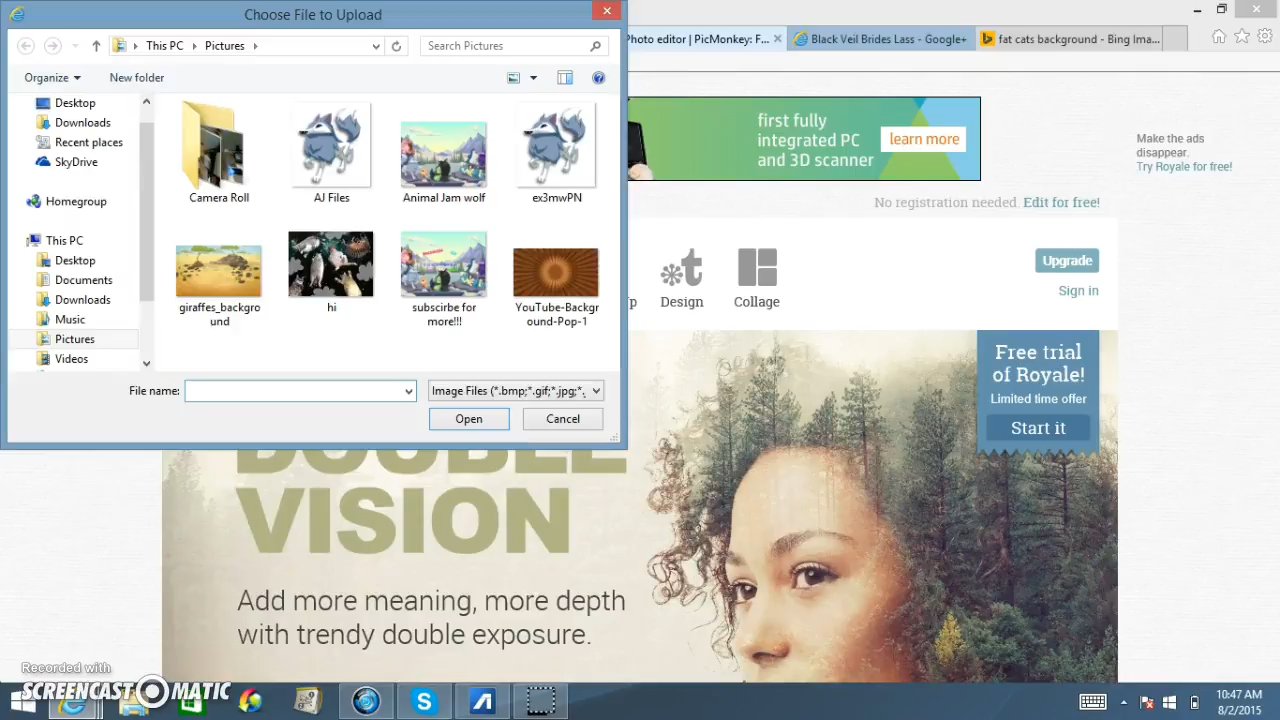 Choose File to Upload
Photo editor | PicMonkey: F...
Black Veil Brides Lass - Google+
fat cats background - Bing Ima...
This PC
Pictures
Search Pictures
Organize
New folder
Desktop
Downloads
Recent places
SkyDrive
Homegroup
This PC
Desktop
Documents
Downloads
Music
Pictures
Videos
Camera Roll
AJ Files
Animal Jam wolf
ex3mwPN
giraffes_backgro
und
hi
subscirbe for
more!!!
YouTube-Backgr
ound-Pop-1
File name:
Image Files (*.bmp;*.gif;*.jpg;*.
Open
Cancel
first fully
integrated PC
and 3D scanner
learn more
Make the ads
disappear.
Try Royale for free!
No registration needed. Edit for free!
Design
Collage
Upgrade
Sign in
Free trial
of Royale!
Limited time offer
Start it
DOUBLE
VISION
Add more meaning, more depth
with trendy double exposure.
Recorded with
SCREENCAST-O-MATIC
10:47 AM
8/2/2015